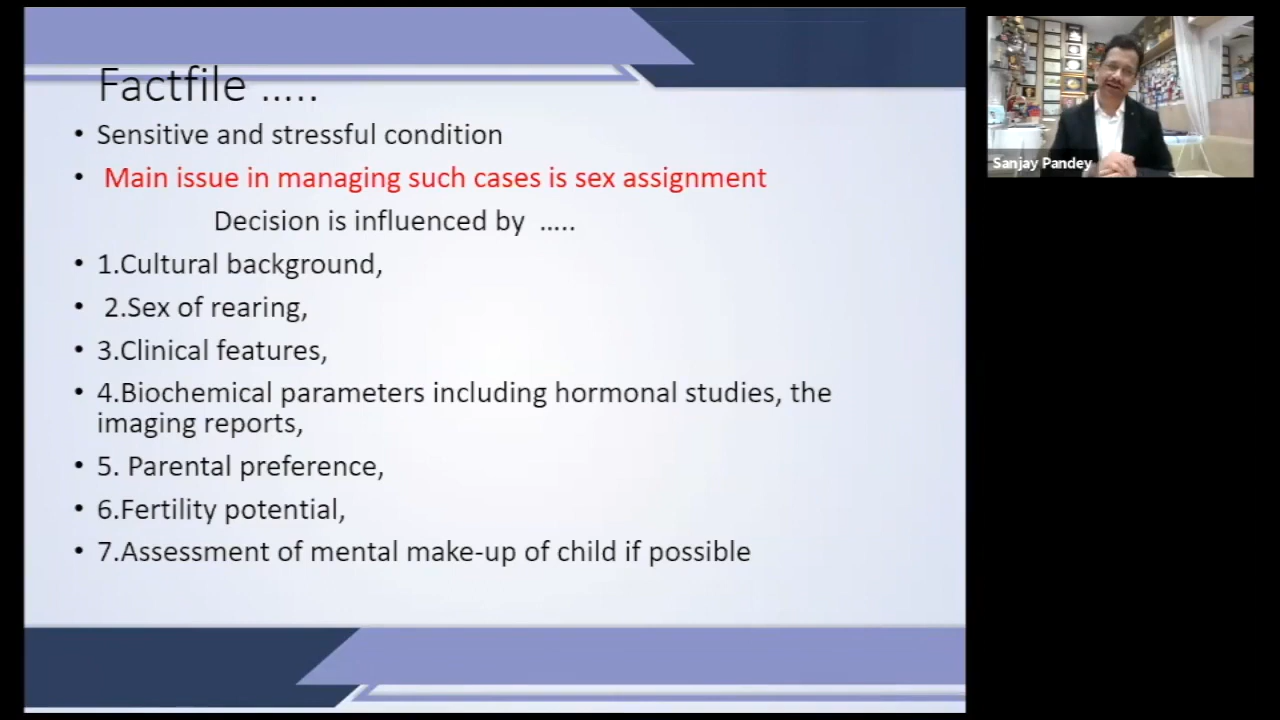 Factfile .....
• Sensitive and stressful condition
• Main issue in managing such cases is sex assignment
Decision is influenced by .....
• 1.Cultural background,
• 2.Sex of rearing,
• 3.Clinical features,
• 4.Biochemical parameters including hormonal studies, the
imaging reports,
• 5. Parental preference,
• 6.Fertility potential,
• 7.Assessment of mental make-up of child if possible
Sanjay Pandey